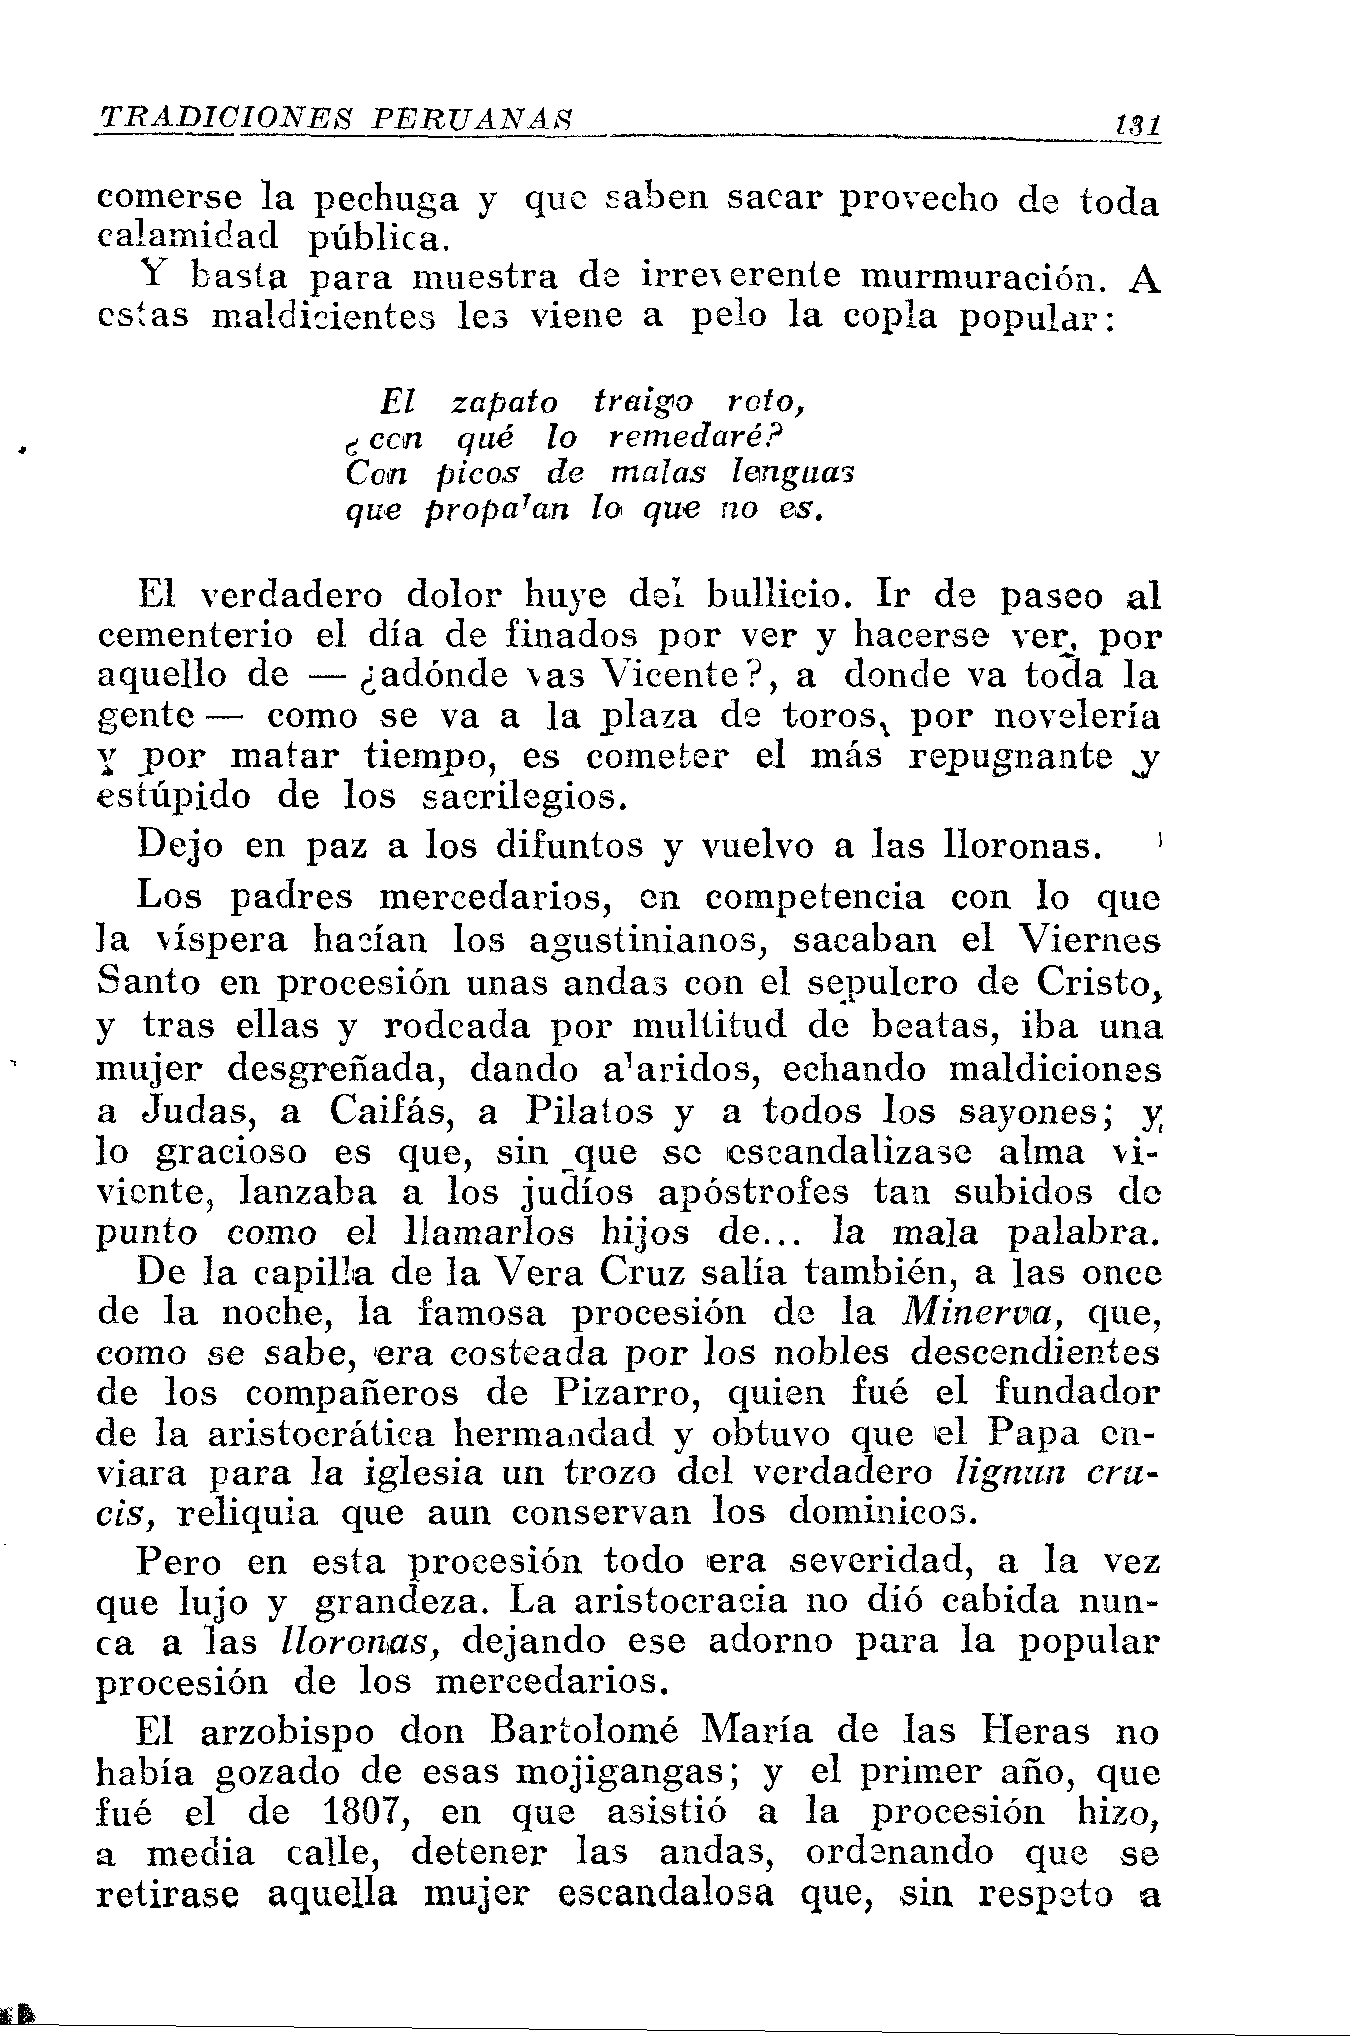 TRADICIONES PERUANAS 131
comerse la pechuga y que saben sacar provecho de toda
calamidad pública.
Y basta para muestra de irreverente murmuración. A
estas maldicientes les viene a pelo la copla popular:
El zapato traigo roto,
¿con qué lo remedaré?
Con picos de malas lenguas
que propalan lo que no es.
El verdadero dolor huye del bullicio. Ir de paseo al
cementerio el día de finados por ver y hacerse ver, por
aquello de — ¿adónde vas Vicente?, a donde va toda la
gente — como se va a la plaza de toros, por novelería
y por matar tiempo, es cometer el más repugnante y
estúpido de los sacrilegios.
Dejo en paz a los difuntos y vuelvo a las lloronas.
Los padres mercedarios, en competencia con lo que
la víspera hacían los agustinianos, sacaban el Viernes
Santo en procesión unas andas con el sepulcro de Cristo,
y tras ellas y rodeada por multitud de beatas, iba una
mujer desgreñada, dando alaridos, echando maldiciones
a Judas, a Caifás, a Pilatos y a todos los sayones; y,
lo gracioso es que, sin que se escandalizase alma vi-
viente, lanzaba a los judíos apóstrofes tan subidos de
punto como el llamarlos hijos de... la mala palabra.
De la capilla de la Vera Cruz salía también, a las once
de la noche, la famosa procesión de la Minerva, que,
como se sabe, era costeada por los nobles descendientes
de los compañeros de Pizarro, quien fué el fundador
de la aristocrática hermandad y obtuvo que el Papa en-
viara para la iglesia un trozo del verdadero lignun cru-
cis, reliquia que aun conservan los dominicos.
Pero en esta procesión todo era severidad, a la vez
que lujo y grandeza. La aristocracia no dió cabida nun-
ca a las lloronas, dejando ese adorno para la popular
procesión de los mercedarios.
El arzobispo don Bartolomé María de las Heras no
había gozado de esas mojigangas; y el primer año, que
fué el de 1807, en que asistió a la procesión hizo,
a media calle, detener las andas, ordenando que se
retirase aquella mujer escandalosa que, sin respeto a